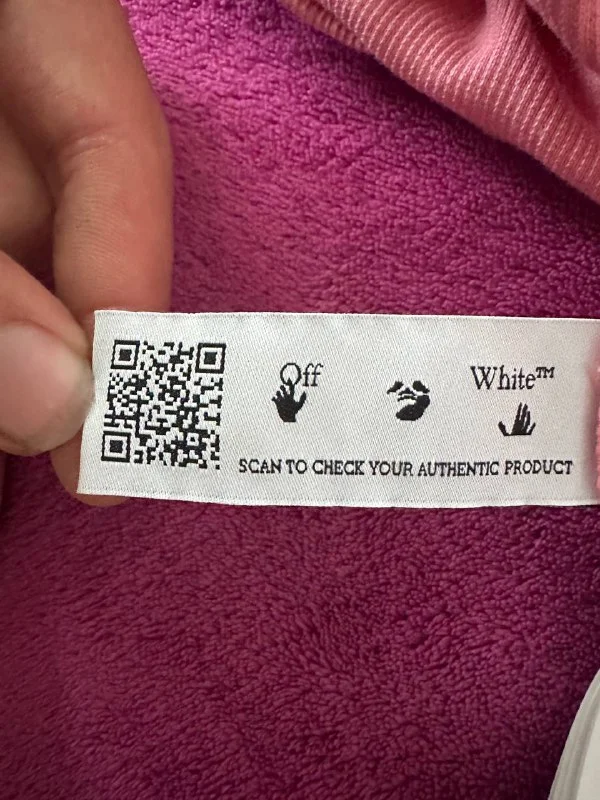 Off White™
SCAN TO CHECK YOUR AUTHENTIC PRODUCT